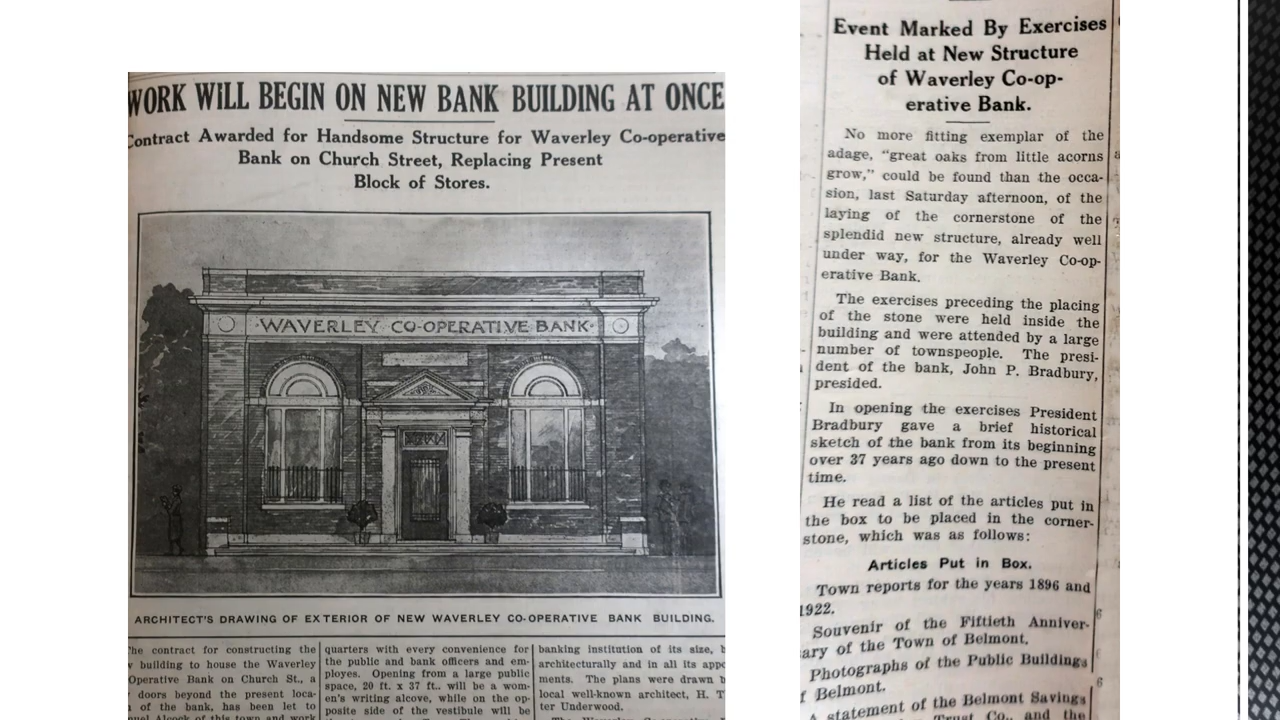 WORK WILL BEGIN ON NEW BANK BUILDING AT ONCE
Contract Awarded for Handsome Structure for Waverley Co-operative
Bank on Church Street, Replacing Present
Block of Stores.
WAVERLEY CO-OPERATIVE BANK
ARCHITECT'S DRAWING OF EXTERIOR OF NEW WAVERLEY CO-OPERATIVE BANK BUILDING.
The contract for constructing the
building to house the Waverley
Operative Bank on Church St., a
doors beyond the present loca-
of the bank, has been let to
Alcock of this town and work
quarters with every convenience for
the public and bank officers and em-
ployes. Opening from a large public
space, 20 ft. x 37 ft., will be a wom-
en's writing alcove, while on the op-
posite side of the vestibule will be
banking institution of its size, b
architecturally and in all its appo
ments. The plans were drawn b
local well-known architect, H. T
ter Underwood.
Event Marked By Exercises
Held at New Structure
of Waverley Co-op-
erative Bank.
No more fitting exemplar of the
adage, "great oaks from little acorns
grow," could be found than the occa-
sion, last Saturday afternoon, of the
laying of the cornerstone of the
splendid new structure, already well
under way, for the Waverley Co-op-
erative Bank.
The exercises preceding the placing
of the stone were held inside the
building and were attended by a large
number of townspeople. The presi-
dent of the bank, John P. Bradbury,
presided.
In opening the exercises President
Bradbury gave a brief historical
sketch of the bank from its beginning
over 37 years ago down to the present
time.
He read a list of the articles put in
the box to be placed in the corner-
stone, which was as follows:
Articles Put in Box.
Town reports for the years 1896 and
1922.
Souvenir of the Fiftieth Anniver-
ary of the Town of Belmont.
Photographs of the Public Buildings
f Belmont.
A statement of the Belmont Savings
Trust Co., and the